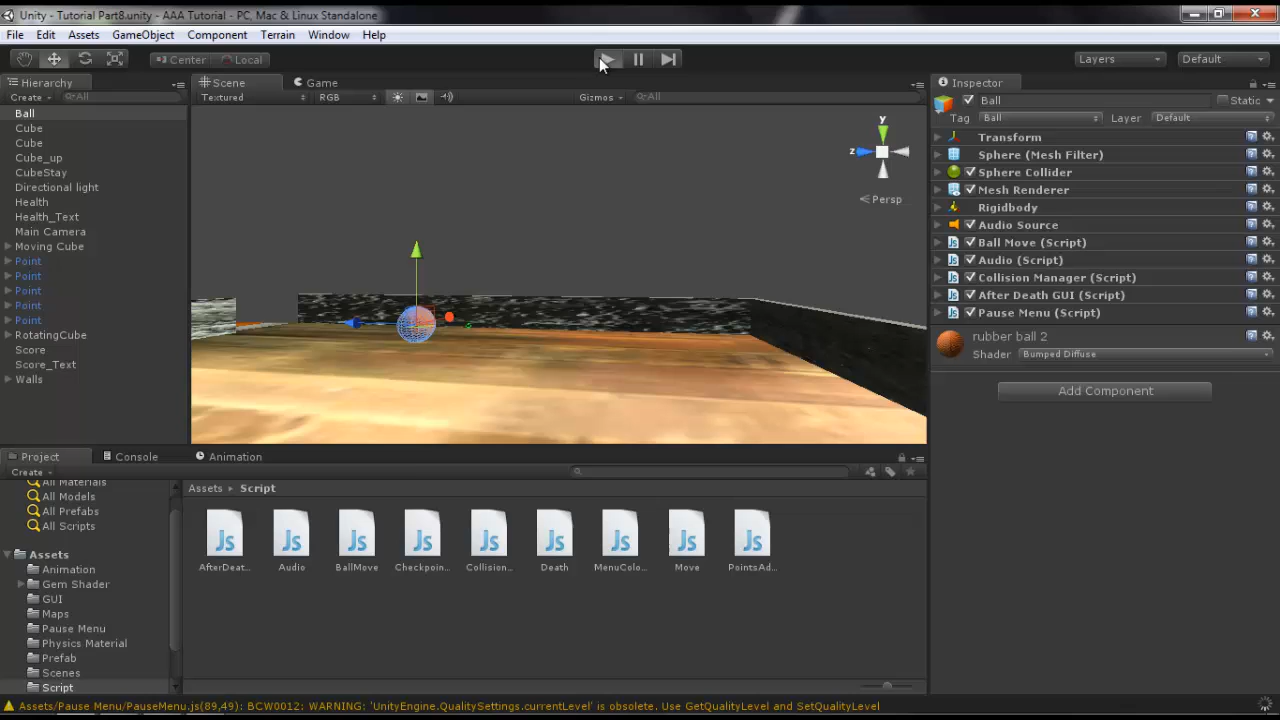 Unity - Tutorial Part8.unity - AAA Tutorial - PC, Mac & Linux Standalone
File Edit Assets GameObject Component Terrain Window Help
Center Local Layers Default
Hierarchy
Create All
Ball
Cube
Cube
Cube_up
CubeStay
Directional light
Health
Health_Text
Main Camera
Moving Cube
Point
Point
Point
Point
Point
RotatingCube
Score
Score_Text
Walls
Scene Game
Textured RGB Gizmos All
y
z
Persp
Inspector
Ball Static
Tag Ball Layer Default
Transform
Sphere (Mesh Filter)
Sphere Collider
Mesh Renderer
Rigidbody
Audio Source
Ball Move (Script)
Audio (Script)
Collision Manager (Script)
After Death GUI (Script)
Pause Menu (Script)
rubber ball 2
Shader Bumped Diffuse
Add Component
Project Console Animation
Create
All Materials
All Models
All Prefabs
All Scripts
Assets
Animation
Gem Shader
GUI
Maps
Pause Menu
Physics Material
Prefab
Scenes
Script
Assets Script
Js Js Js Js Js Js Js Js Js
AfterDeat... Audio BallMove Checkpoin... Collision... Death MenuColo... Move PointsAd...
Assets/Pause Menu/PauseMenu.js(89,49): BCW0012: WARNING: 'UnityEngine.QualitySettings.currentLevel' is obsolete. Use GetQualityLevel and SetQualityLevel